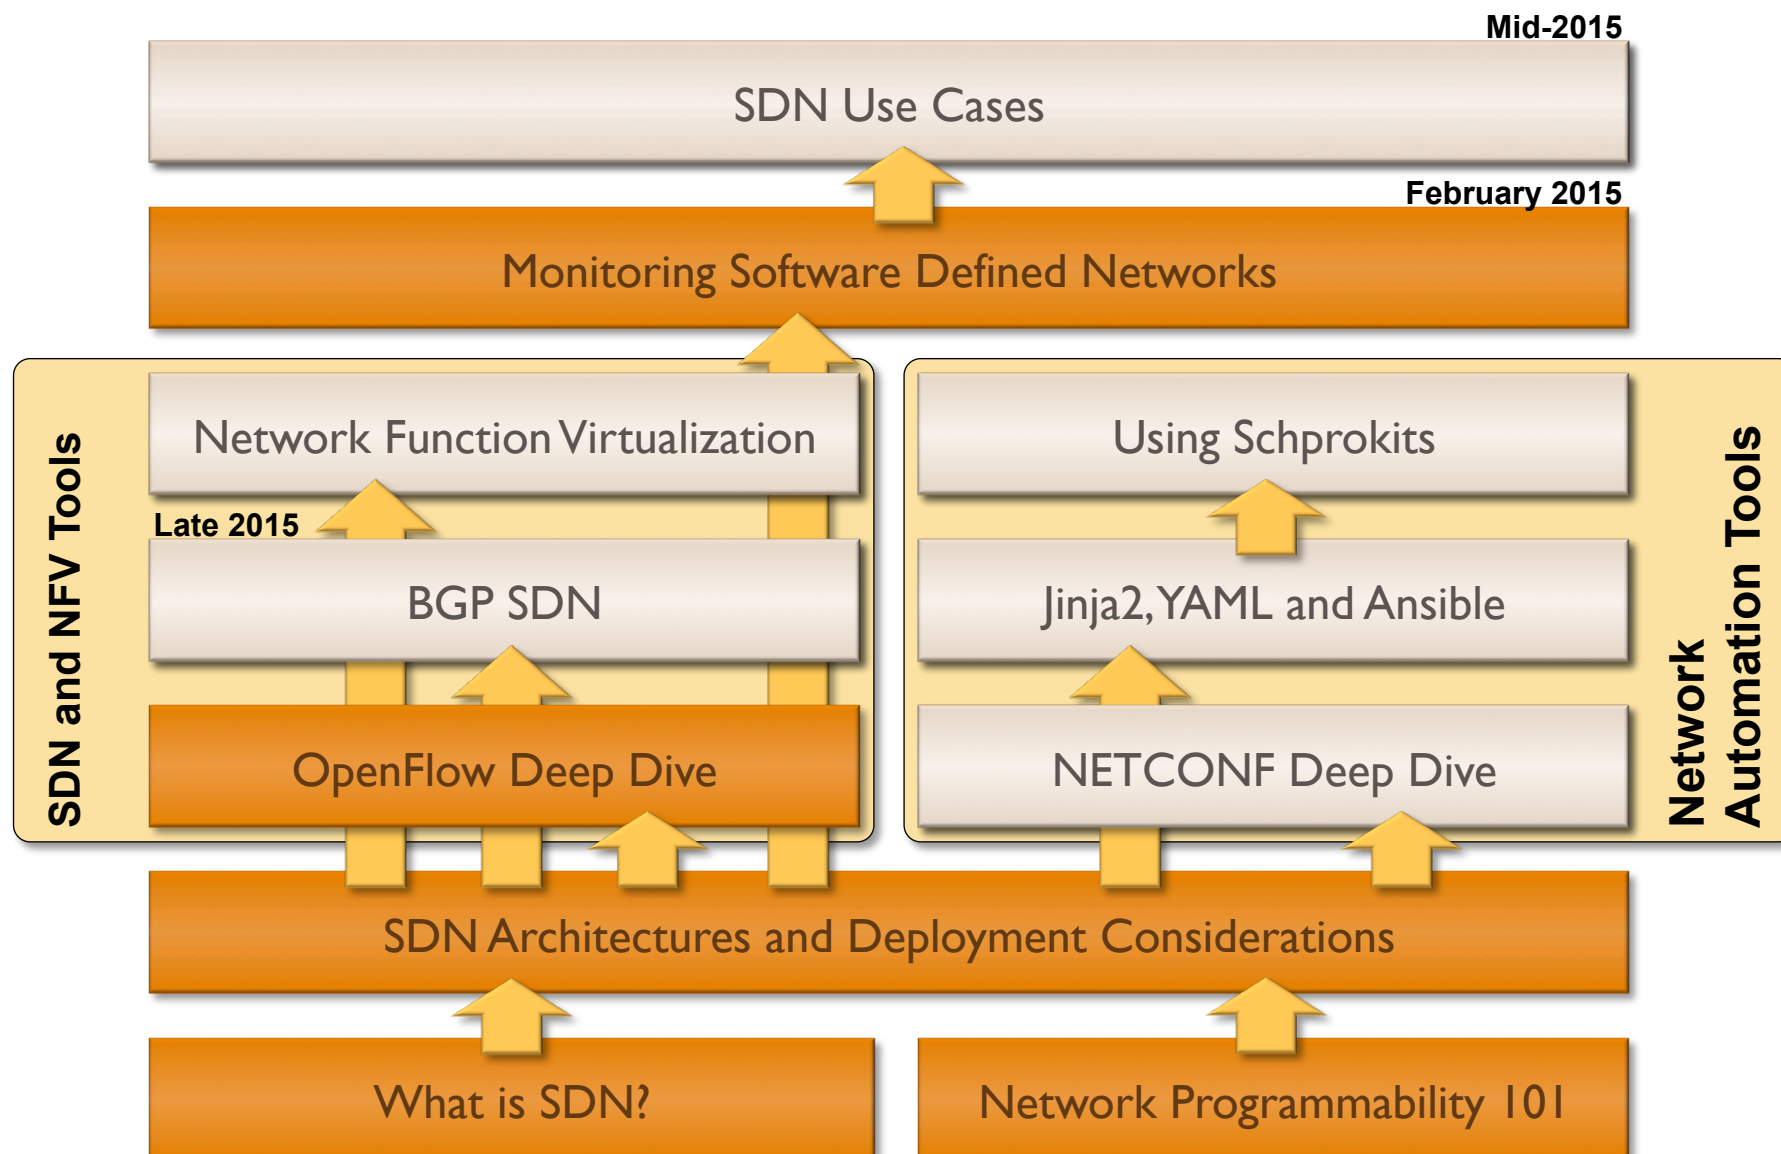 Mid-2015
SDN Use Cases
February 2015
Monitoring Software Defined Networks
SDN and NFV Tools
Network Function Virtualization
Late 2015
BGP SDN
OpenFlow Deep Dive
Using Schprokits
Jinja2, YAML and Ansible
NETCONF Deep Dive
Network
Automation Tools
SDN Architectures and Deployment Considerations
What is SDN?
Network Programmability 101